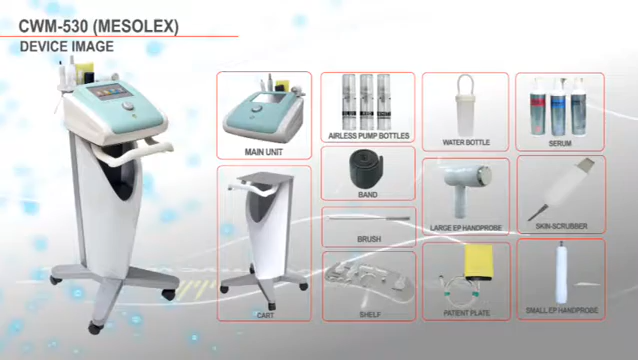 CWM-530 (MESOLEX)
DEVICE IMAGE
MAIN UNIT
AIRLESS PUMP BOTTLES
WATER BOTTLE
SERUM
BAND
LARGE EP HANDPROBE
SKIN-SCRUBBER
BRUSH
CART
SHELF
PATIENT PLATE
SMALL EP HANDPROBE